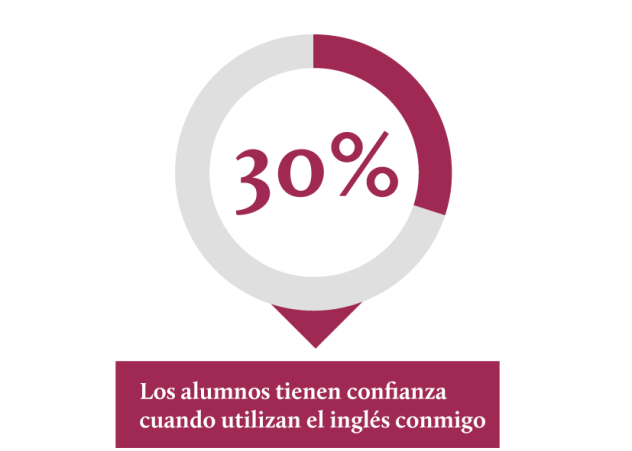 30%
Los alumnos tienen confianza
cuando utilizan el inglés conmigo